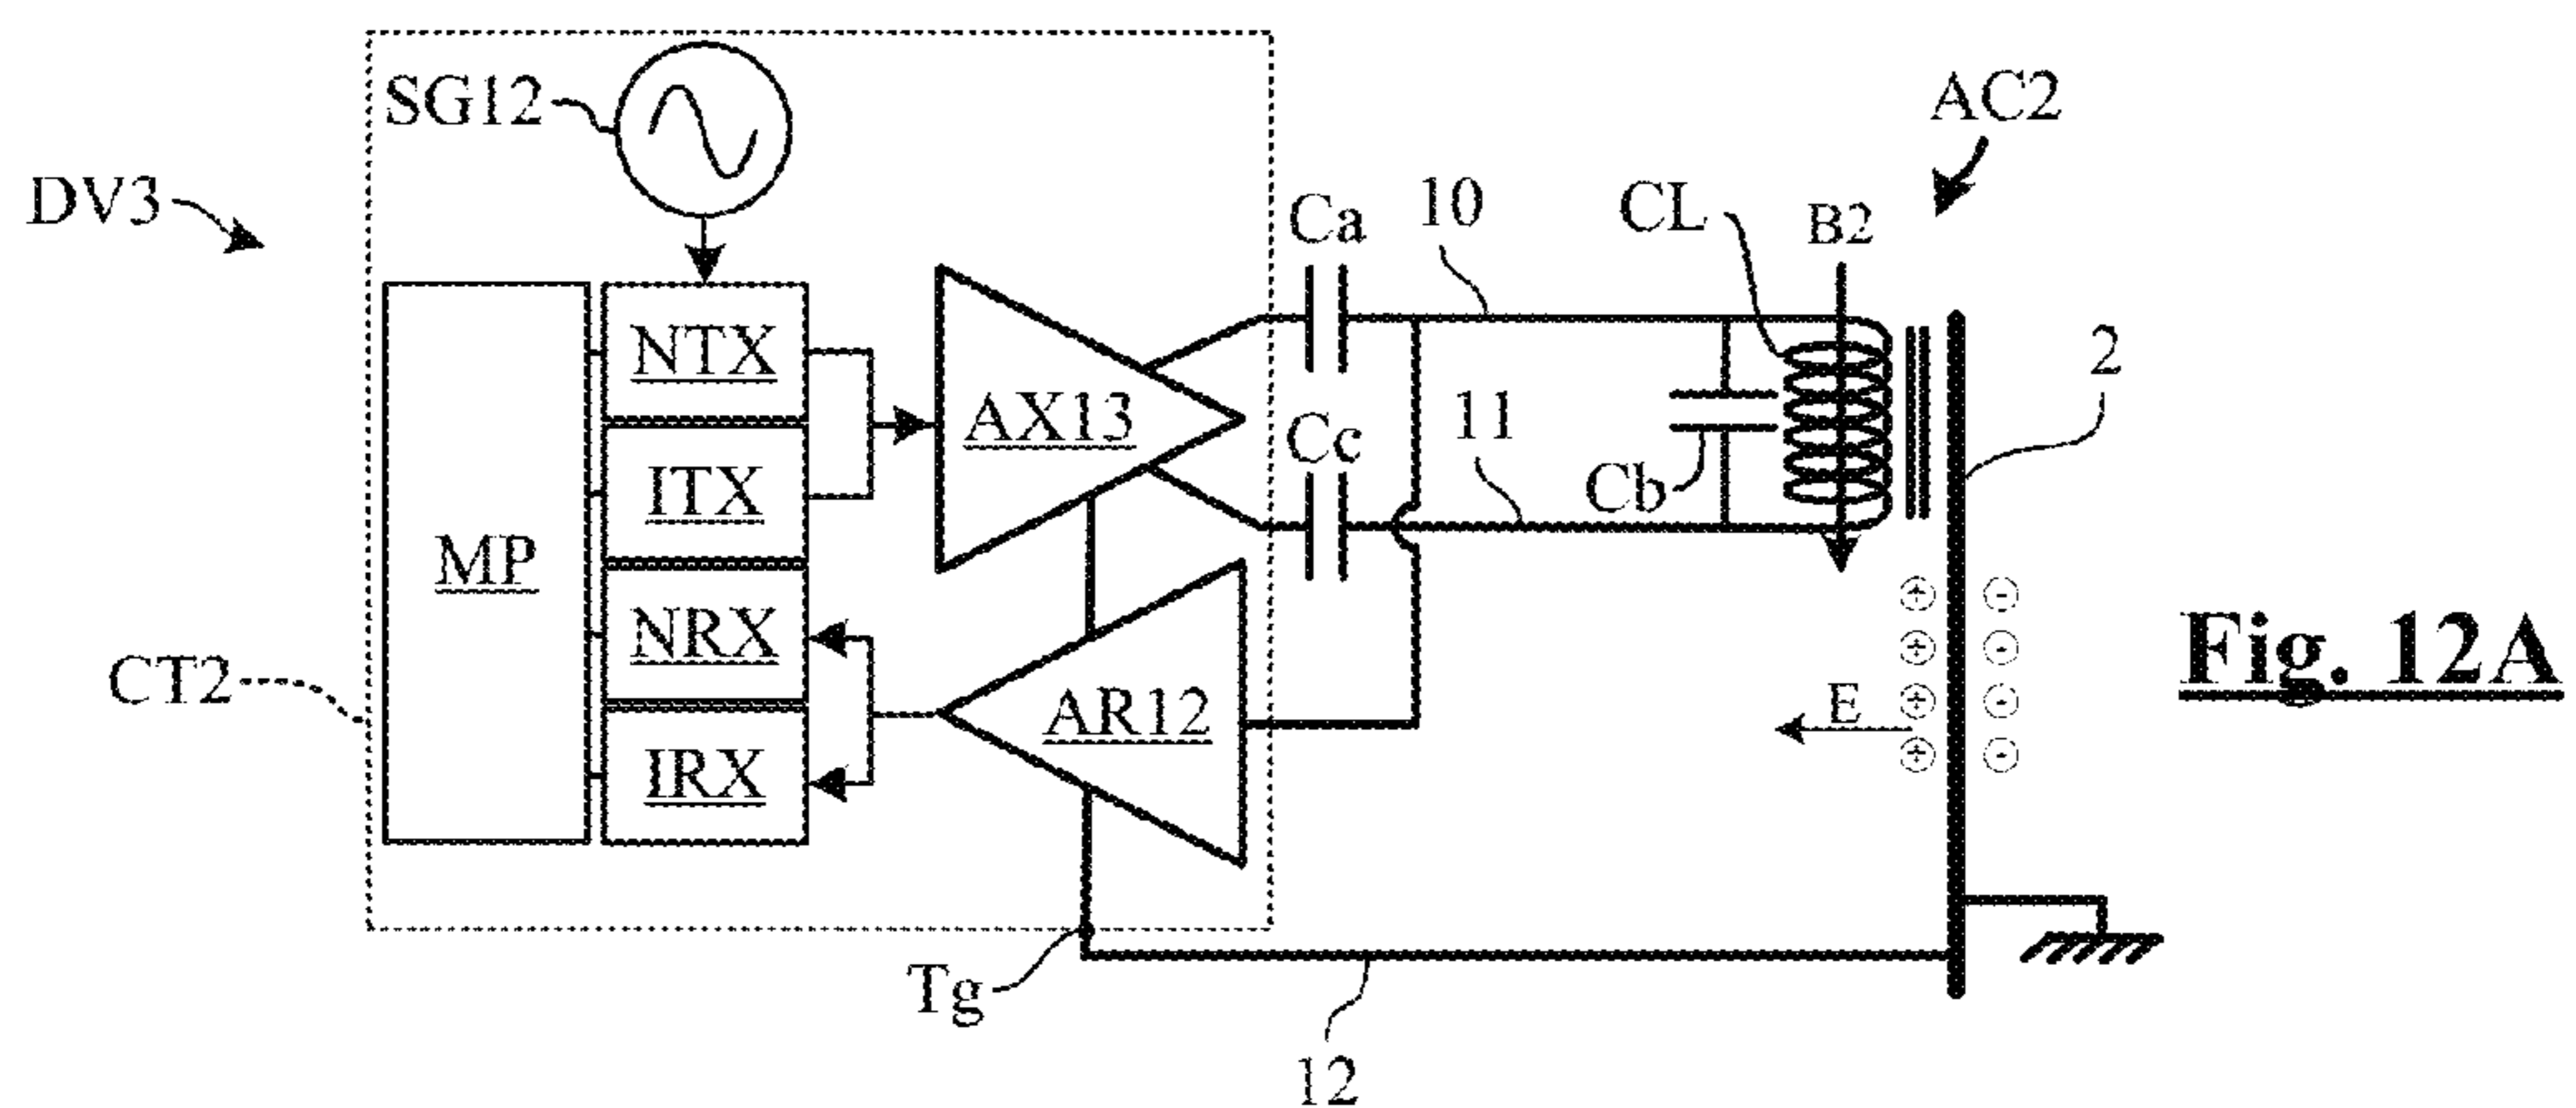 SG12
AC2
DV3
Ca
10
CL
B2
NTX
2
AX13
11
Cc
Cb
ITX
MP
NRX
+ -
+ -
CT2
AR12
E
+ -
IRX
+ -
Fig. 12A
Tg
12